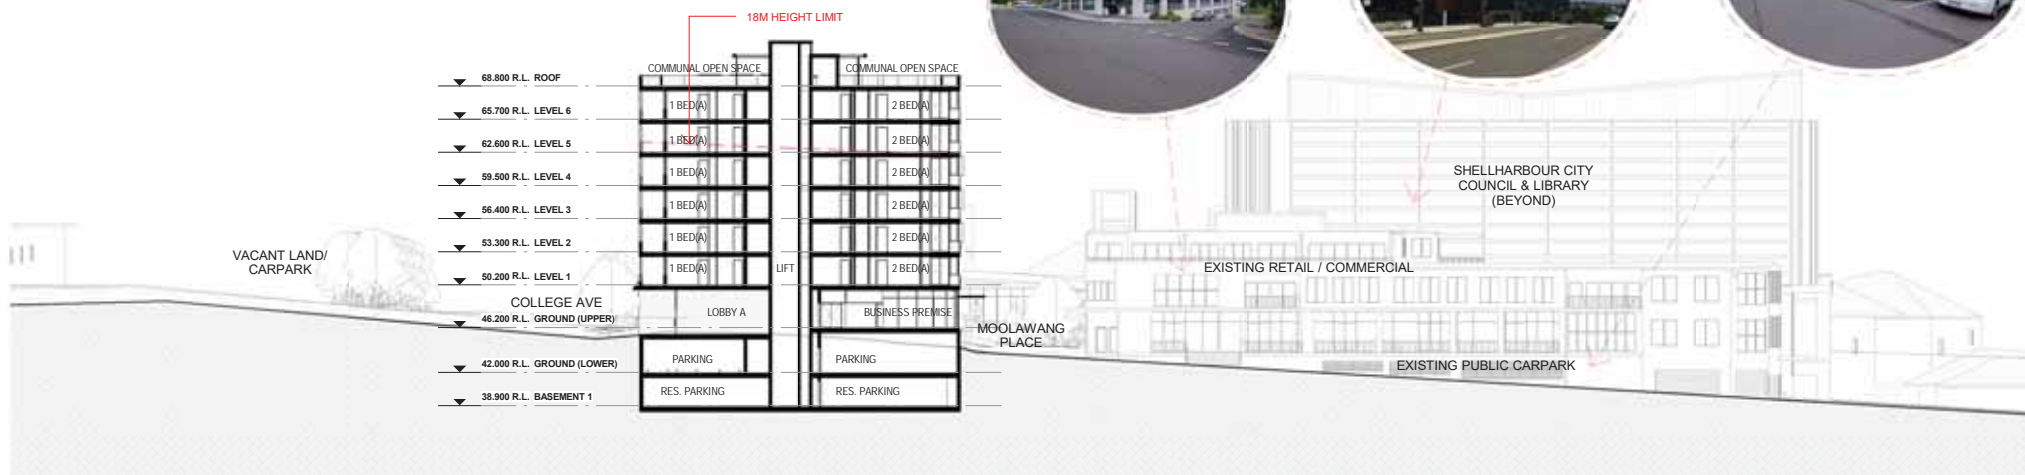 18M HEIGHT LIMIT
COMMUNAL OPEN SPACE
COMMUNAL OPEN SPACE
68.800 R.L. ROOF
65.700 R.L. LEVEL 6
1 BED(A)
2 BED(A)
62.600 R.L. LEVEL 5
1 BED(A)
2 BED(A)
59.500 R.L. LEVEL 4
1 BED(A)
2 BED(A)
56.400 R.L. LEVEL 3
1 BED(A)
2 BED(A)
53.300 R.L. LEVEL 2
1 BED(A)
2 BED(A)
50.200 R.L. LEVEL 1
1 BED(A)
LIFT
2 BED(A)
VACANT LAND/
CARPARK
COLLEGE AVE
46.200 R.L. GROUND (UPPER)
LOBBY A
BUSINESS PREMISE
MOOLAWANG
PLACE
42.000 R.L. GROUND (LOWER)
PARKING
PARKING
38.900 R.L. BASEMENT 1
RES. PARKING
RES. PARKING
SHELLHARBOUR CITY
COUNCIL & LIBRARY
(BEYOND)
EXISTING RETAIL / COMMERCIAL
EXISTING PUBLIC CARPARK